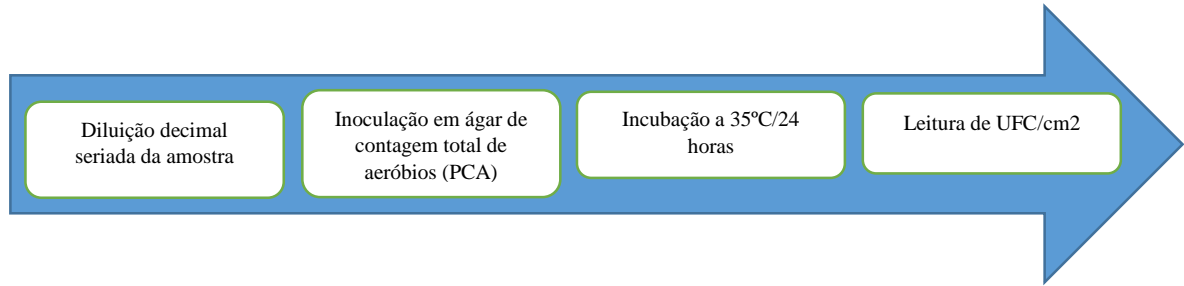 Diluição decimal
seriada da amostra
Inoculação em ágar de
contagem total de
aeróbios (PCA)
Incubação a 35ºC/24
horas
Leitura de UFC/cm2